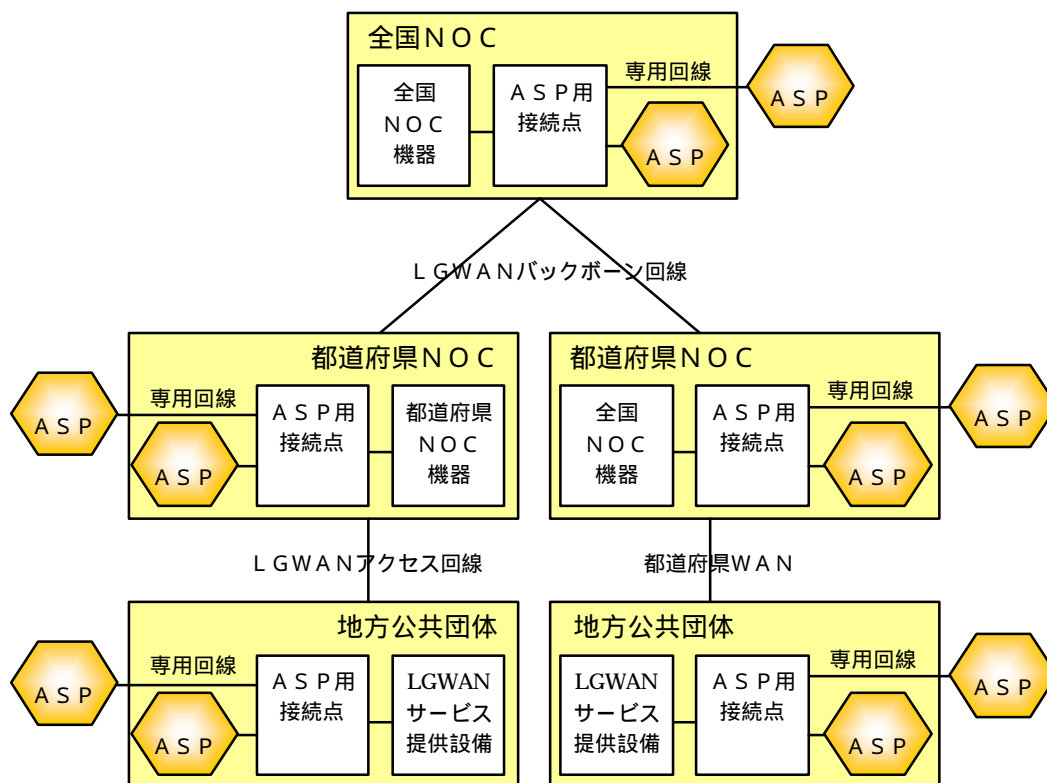 全国ＮＯＣ
全国
ＮＯＣ
機器
ＡＳＰ用
接続点
専用回線
ＡＳＰ
ＡＳＰ
ＬＧＷＡＮバックボーン回線
都道府県ＮＯＣ
専用回線
ＡＳＰ
ＡＳＰ
ＡＳＰ用
接続点
都道府県
ＮＯＣ
機器
都道府県ＮＯＣ
全国
ＮＯＣ
機器
ＡＳＰ用
接続点
専用回線
ＡＳＰ
ＡＳＰ
ＬＧＷＡＮアクセス回線
都道府県ＷＡＮ
地方公共団体
専用回線
ＡＳＰ
ＡＳＰ
ＡＳＰ用
接続点
LGWAN
サービス
提供設備
地方公共団体
LGWAN
サービス
提供設備
ＡＳＰ用
接続点
専用回線
ＡＳＰ
ＡＳＰ